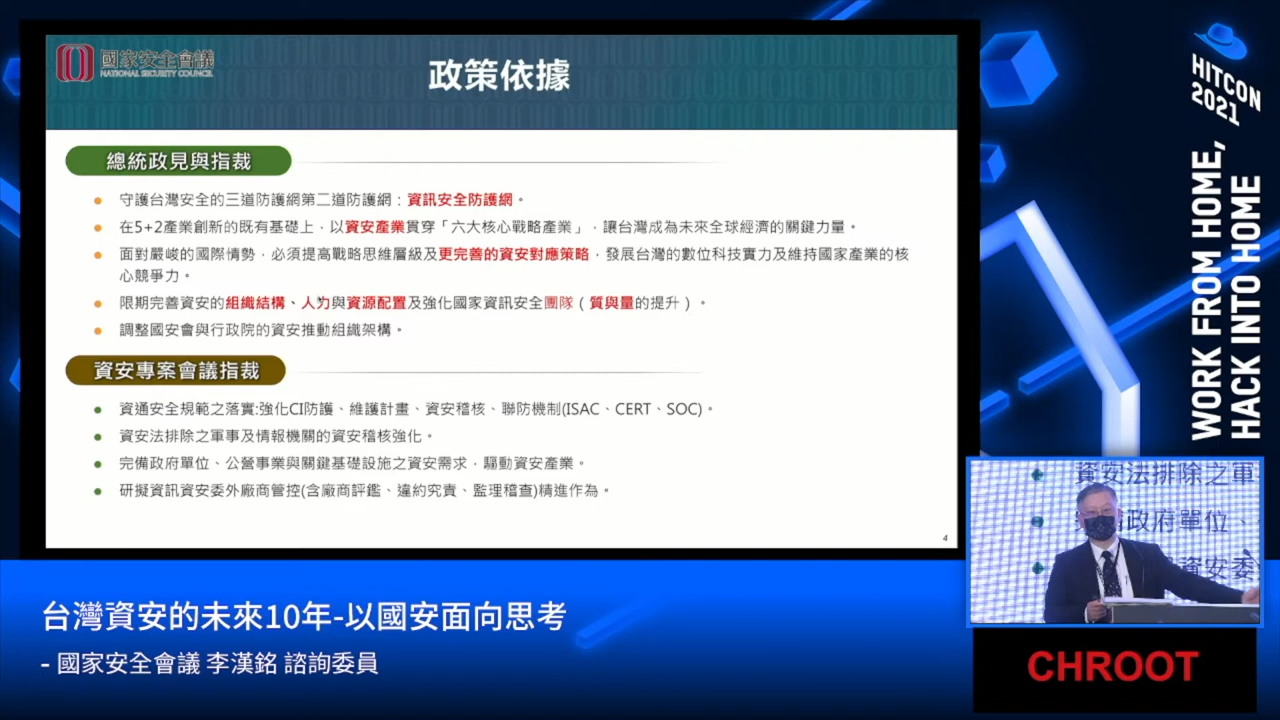 國家安全會議
NATIONAL SECURITY COUNCIL
政策依據
總統政見與指裁
守護台灣安全的三道防護網第二道防護網：資訊安全防護網。
在5+2產業創新的既有基礎上，以資安產業貫穿「六大核心戰略產業」，讓台灣成為未來全球經濟的關鍵力量。
面對嚴峻的國際情勢，必須提高戰略思維層級及更完善的資安對應策略，發展台灣的數位科技實力及維持國家產業的核
心競爭力。
限期完善資安的組織結構、人力與資源配置及強化國家資訊安全團隊（質與量的提升）。
調整國安會與行政院的資安推動組織架構。
資安專案會議指裁
資通安全規範之落實:強化CI防護、維護計畫、資安稽核、聯防機制(ISAC、CERT、SOC)。
資安法排除之軍事及情報機關的資安稽核強化。
完備政府單位、公營事業與關鍵基礎設施之資安需求，驅動資安產業。
研擬資訊資安委外廠商管控(含廠商評鑑、違約究責、監理稽查)精進作為。
4
HITCON
2021
WORK FROM HOME,
HACK INTO HOME
資安法排除之軍
政府單位、
資安委
台灣資安的未來10年-以國安面向思考
- 國家安全會議 李漢銘 諮詢委員
CHROOT